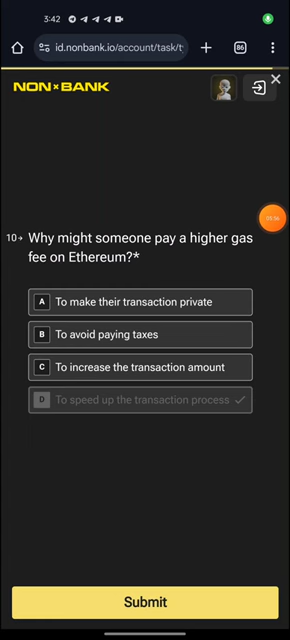 3:42
id.nonbank.io/account/task/t
86
NON×BANK
05:56
10→ Why might someone pay a higher gas
fee on Ethereum?*
A To make their transaction private
B To avoid paying taxes
C To increase the transaction amount
D To speed up the transaction process
Submit